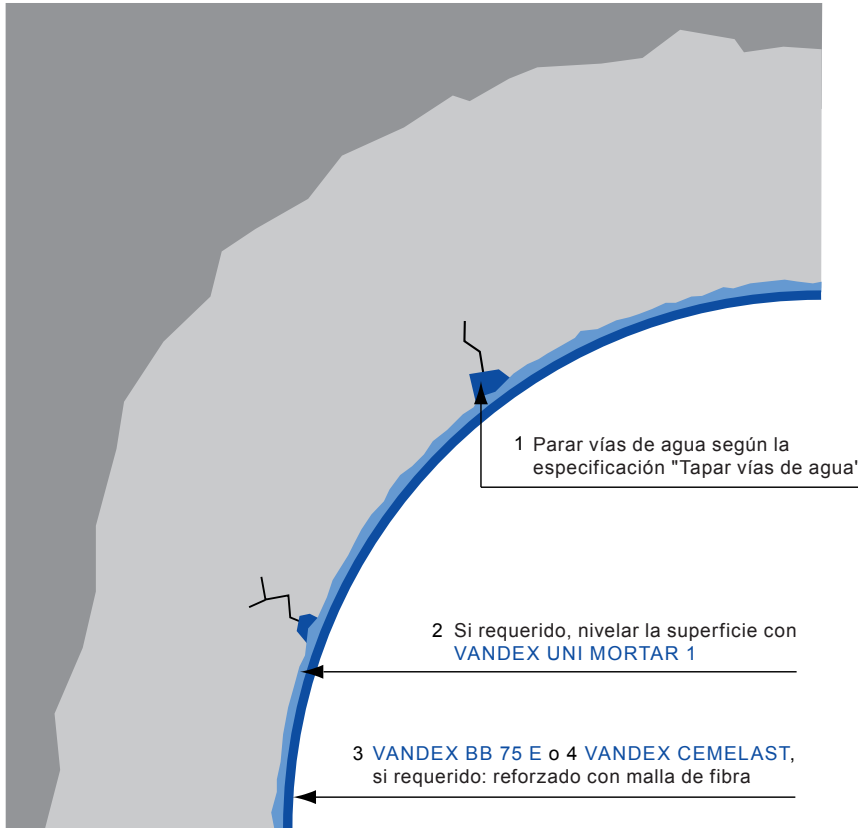 1 Parar vías de agua según la
especificación "Tapar vías de agua"
2 Si requerido, nivelar la superficie con
VANDEX UNI MORTAR 1
3 VANDEX BB 75 E o 4 VANDEX CEMELAST,
si requerido: reforzado con malla de fibra